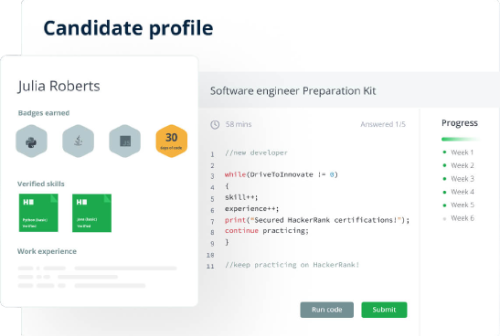 Candidate profile
Julia Roberts
Badges earned
30
days of code
Verified skills
Python (basic)
Verified
Java (basic)
Verified
Work experience
Software engineer Preparation Kit
58 mins
Answered 1/5
1 //new developer
2
3 while(DriveToInnovate != 0)
4 {
5 skill++;
6 experience++;
7 print("Secured HackerRank certifications!");
8 continue practicing;
9 }
10
11 //keep practicing on HackerRank!
Run code
Submit
Progress
Week 1
Week 2
Week 3
Week 4
Week 5
Week 6